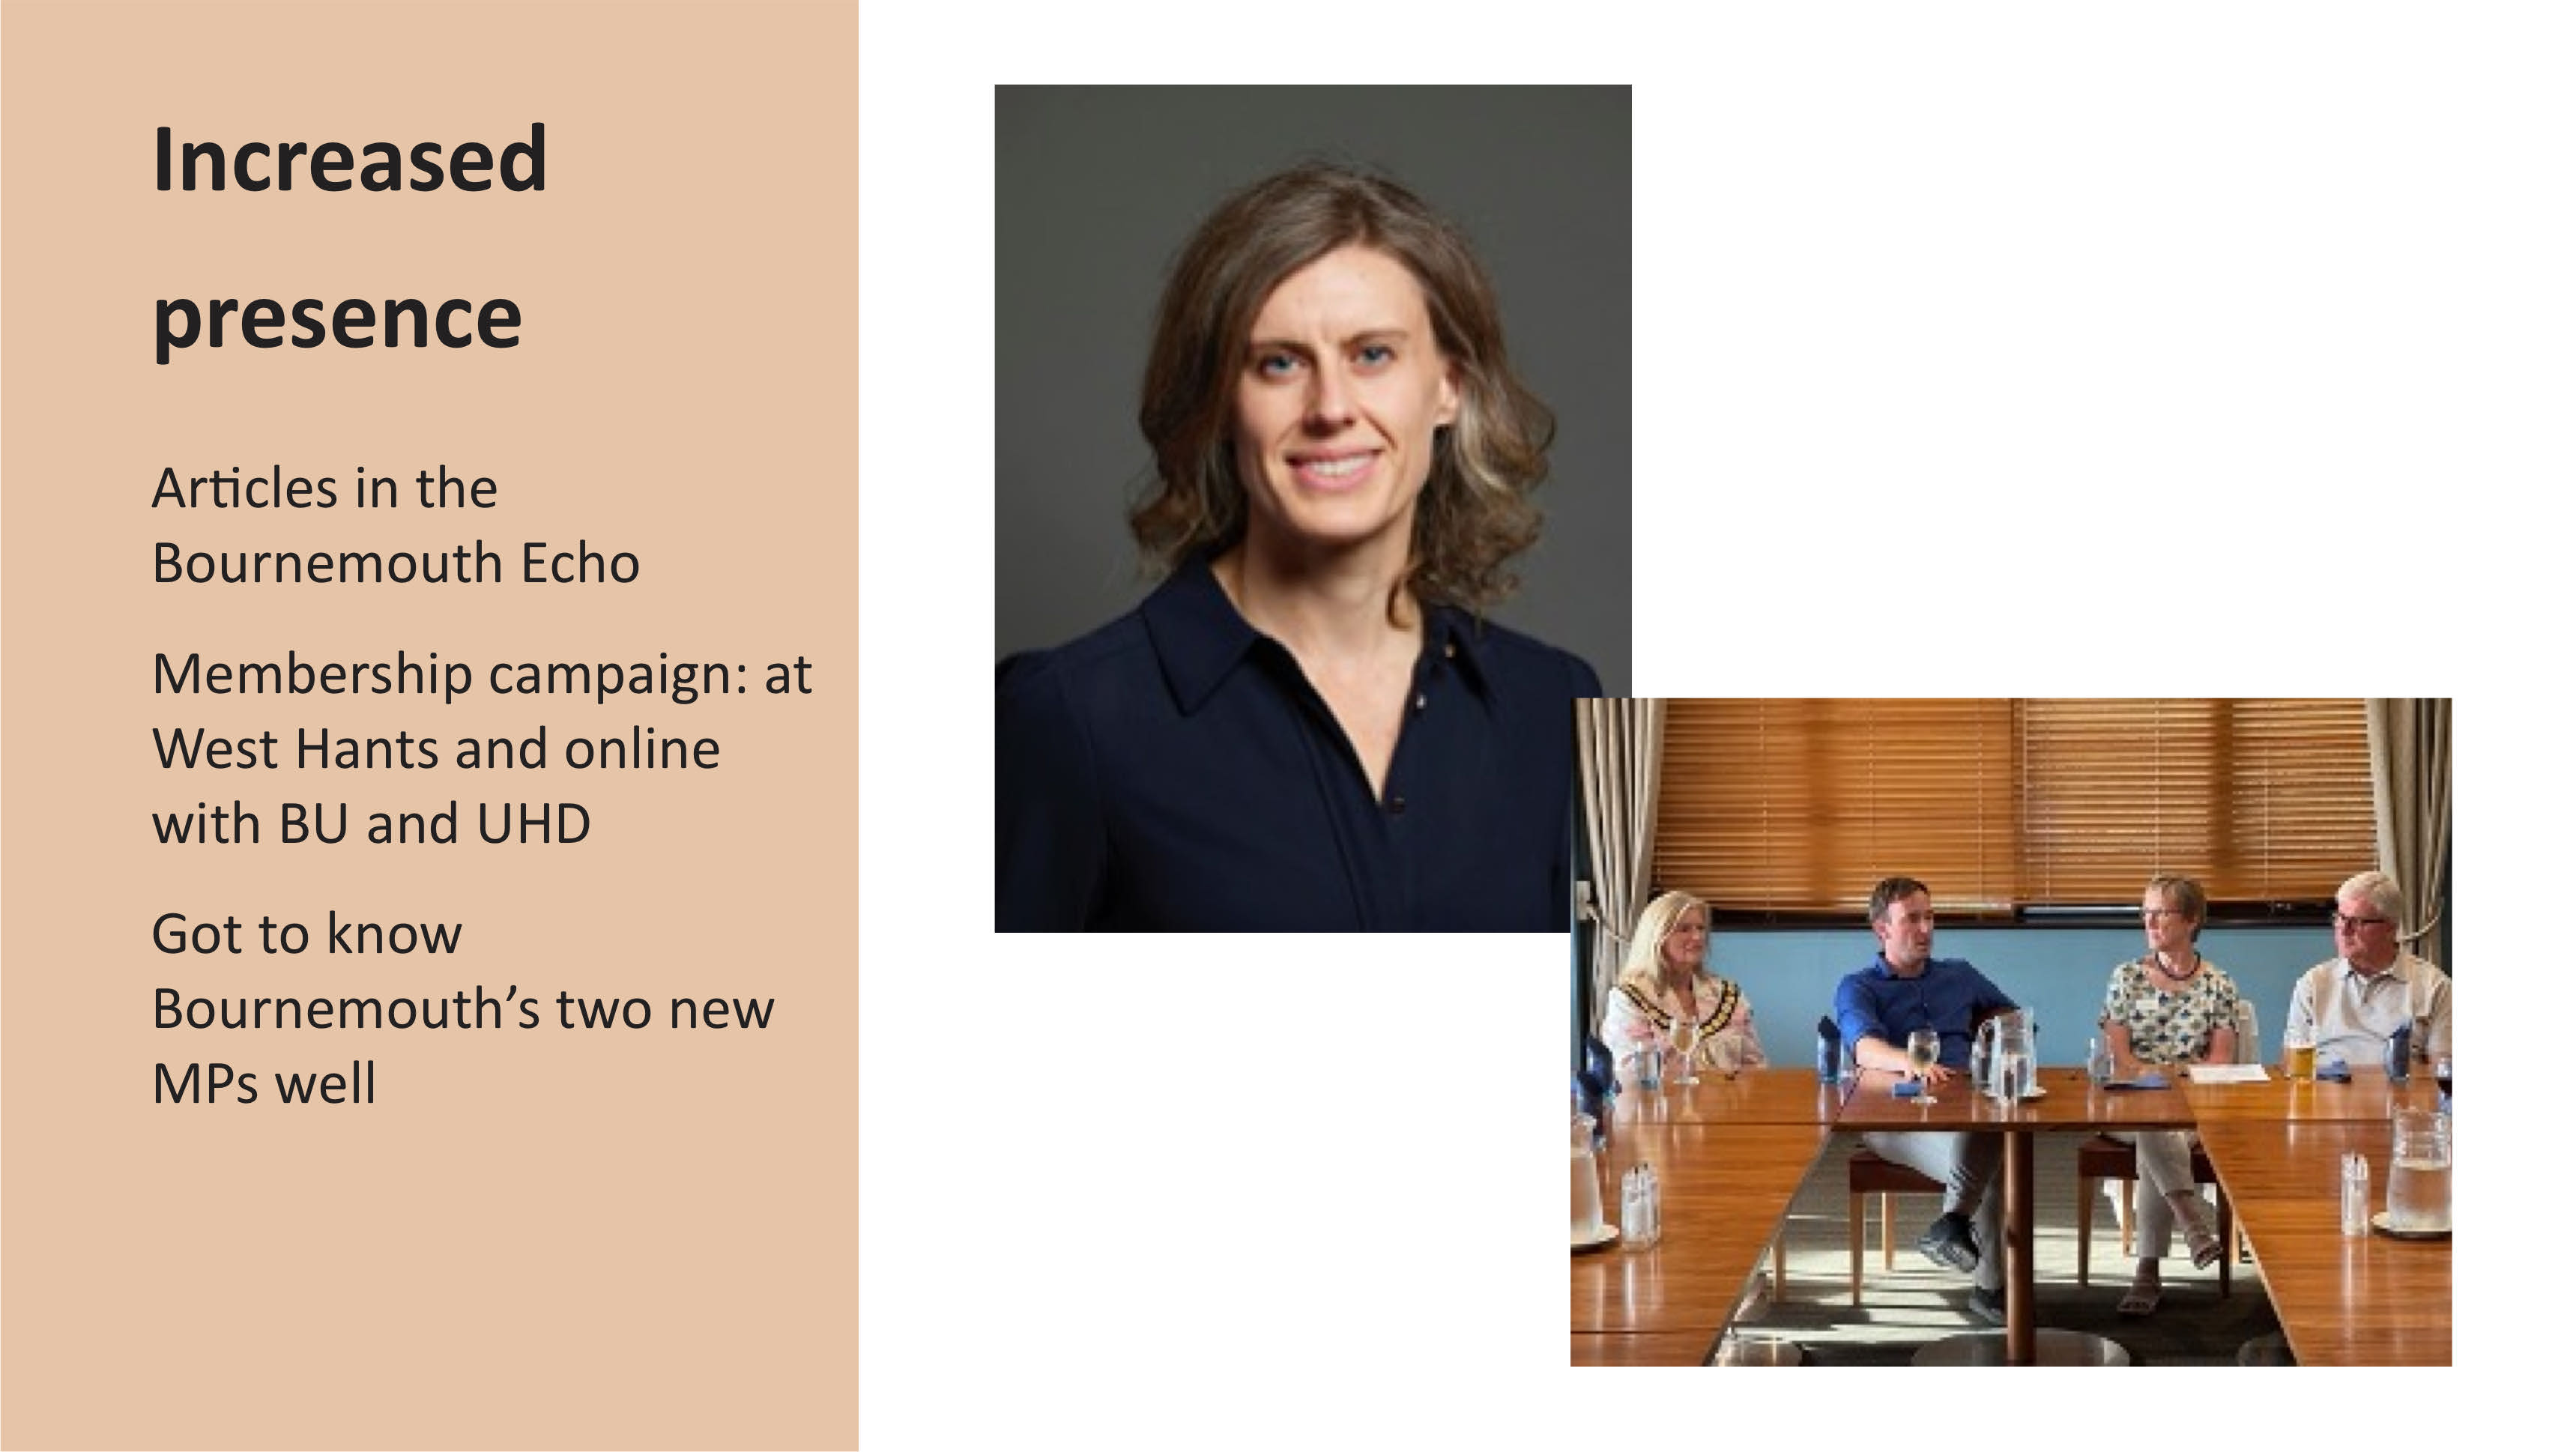 Increased
presence
Articles in the
Bournemouth Echo
Membership campaign: at
West Hants and online
with BU and UHD
Got to know
Bournemouth’s two new
MPs well